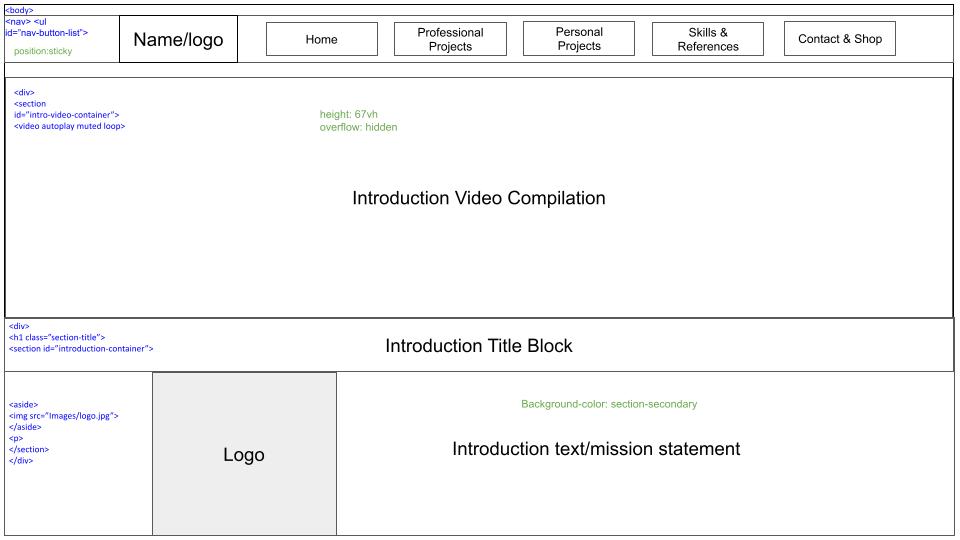 <body>
<nav> <ul
id="nav-button-list">
position:sticky
Name/logo
Home
Professional
Projects
Personal
Projects
Skills &
References
Contact & Shop
<div>
<section
id="intro-video-container">
<video autoplay muted loop>
height: 67vh
overflow: hidden
Introduction Video Compilation
<div>
<h1 class="section-title">
<section id="introduction-container">
Introduction Title Block
<aside>
<img src="Images/logo.jpg">
</aside>
<p>
</section>
</div>
Logo
Background-color: section-secondary
Introduction text/mission statement